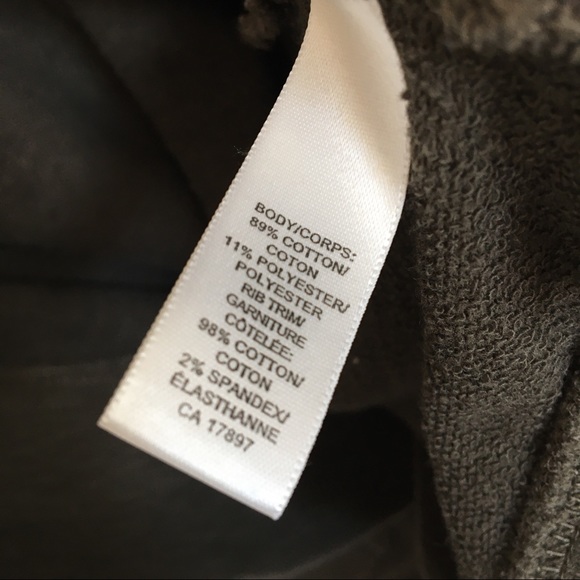 BODY/CORPS:
89% COTTON/
COTON
11% POLYESTER/
POLYESTER
RIB TRIM/
GARNITURE
CÔTELÉE:
98% COTTON/
COTON
2% SPANDEX/
ÉLASTHANNE
CA 17897